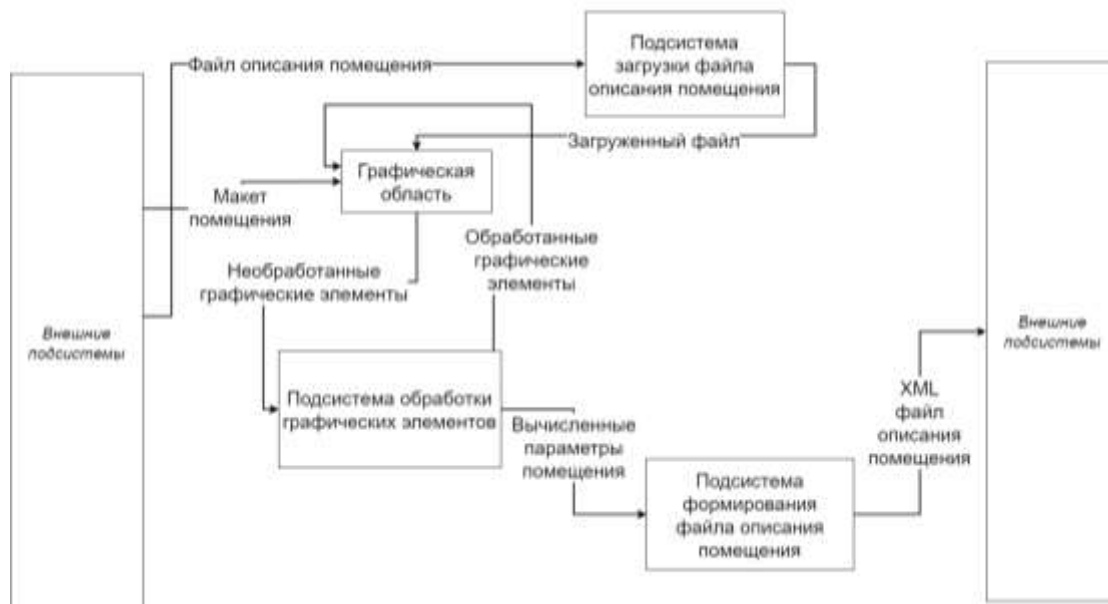 Подсистема
загрузки файла
описания помещения
Файл описания помещения
Загруженный файл
Графическая
область
Макет
помещения
Обработанные
графические
элементы
Необработанные
графические элементы
Внешние
подсистемы
Внешние
подсистемы
Подсистема обработки
графических элементов
Вычисленные
параметры
помещения
XML
файл
описания
помещения
Подсистема
формирования
файла описания
помещения